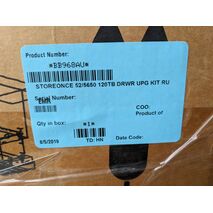 Product Number:
*BB968AU*
STOREONCE 52/5650 120TB DRWR UPG KIT RU
Serial Number:
COO:
Product of
Qty in box:
*1*
8/5/2019
TD: HN
Date Code: